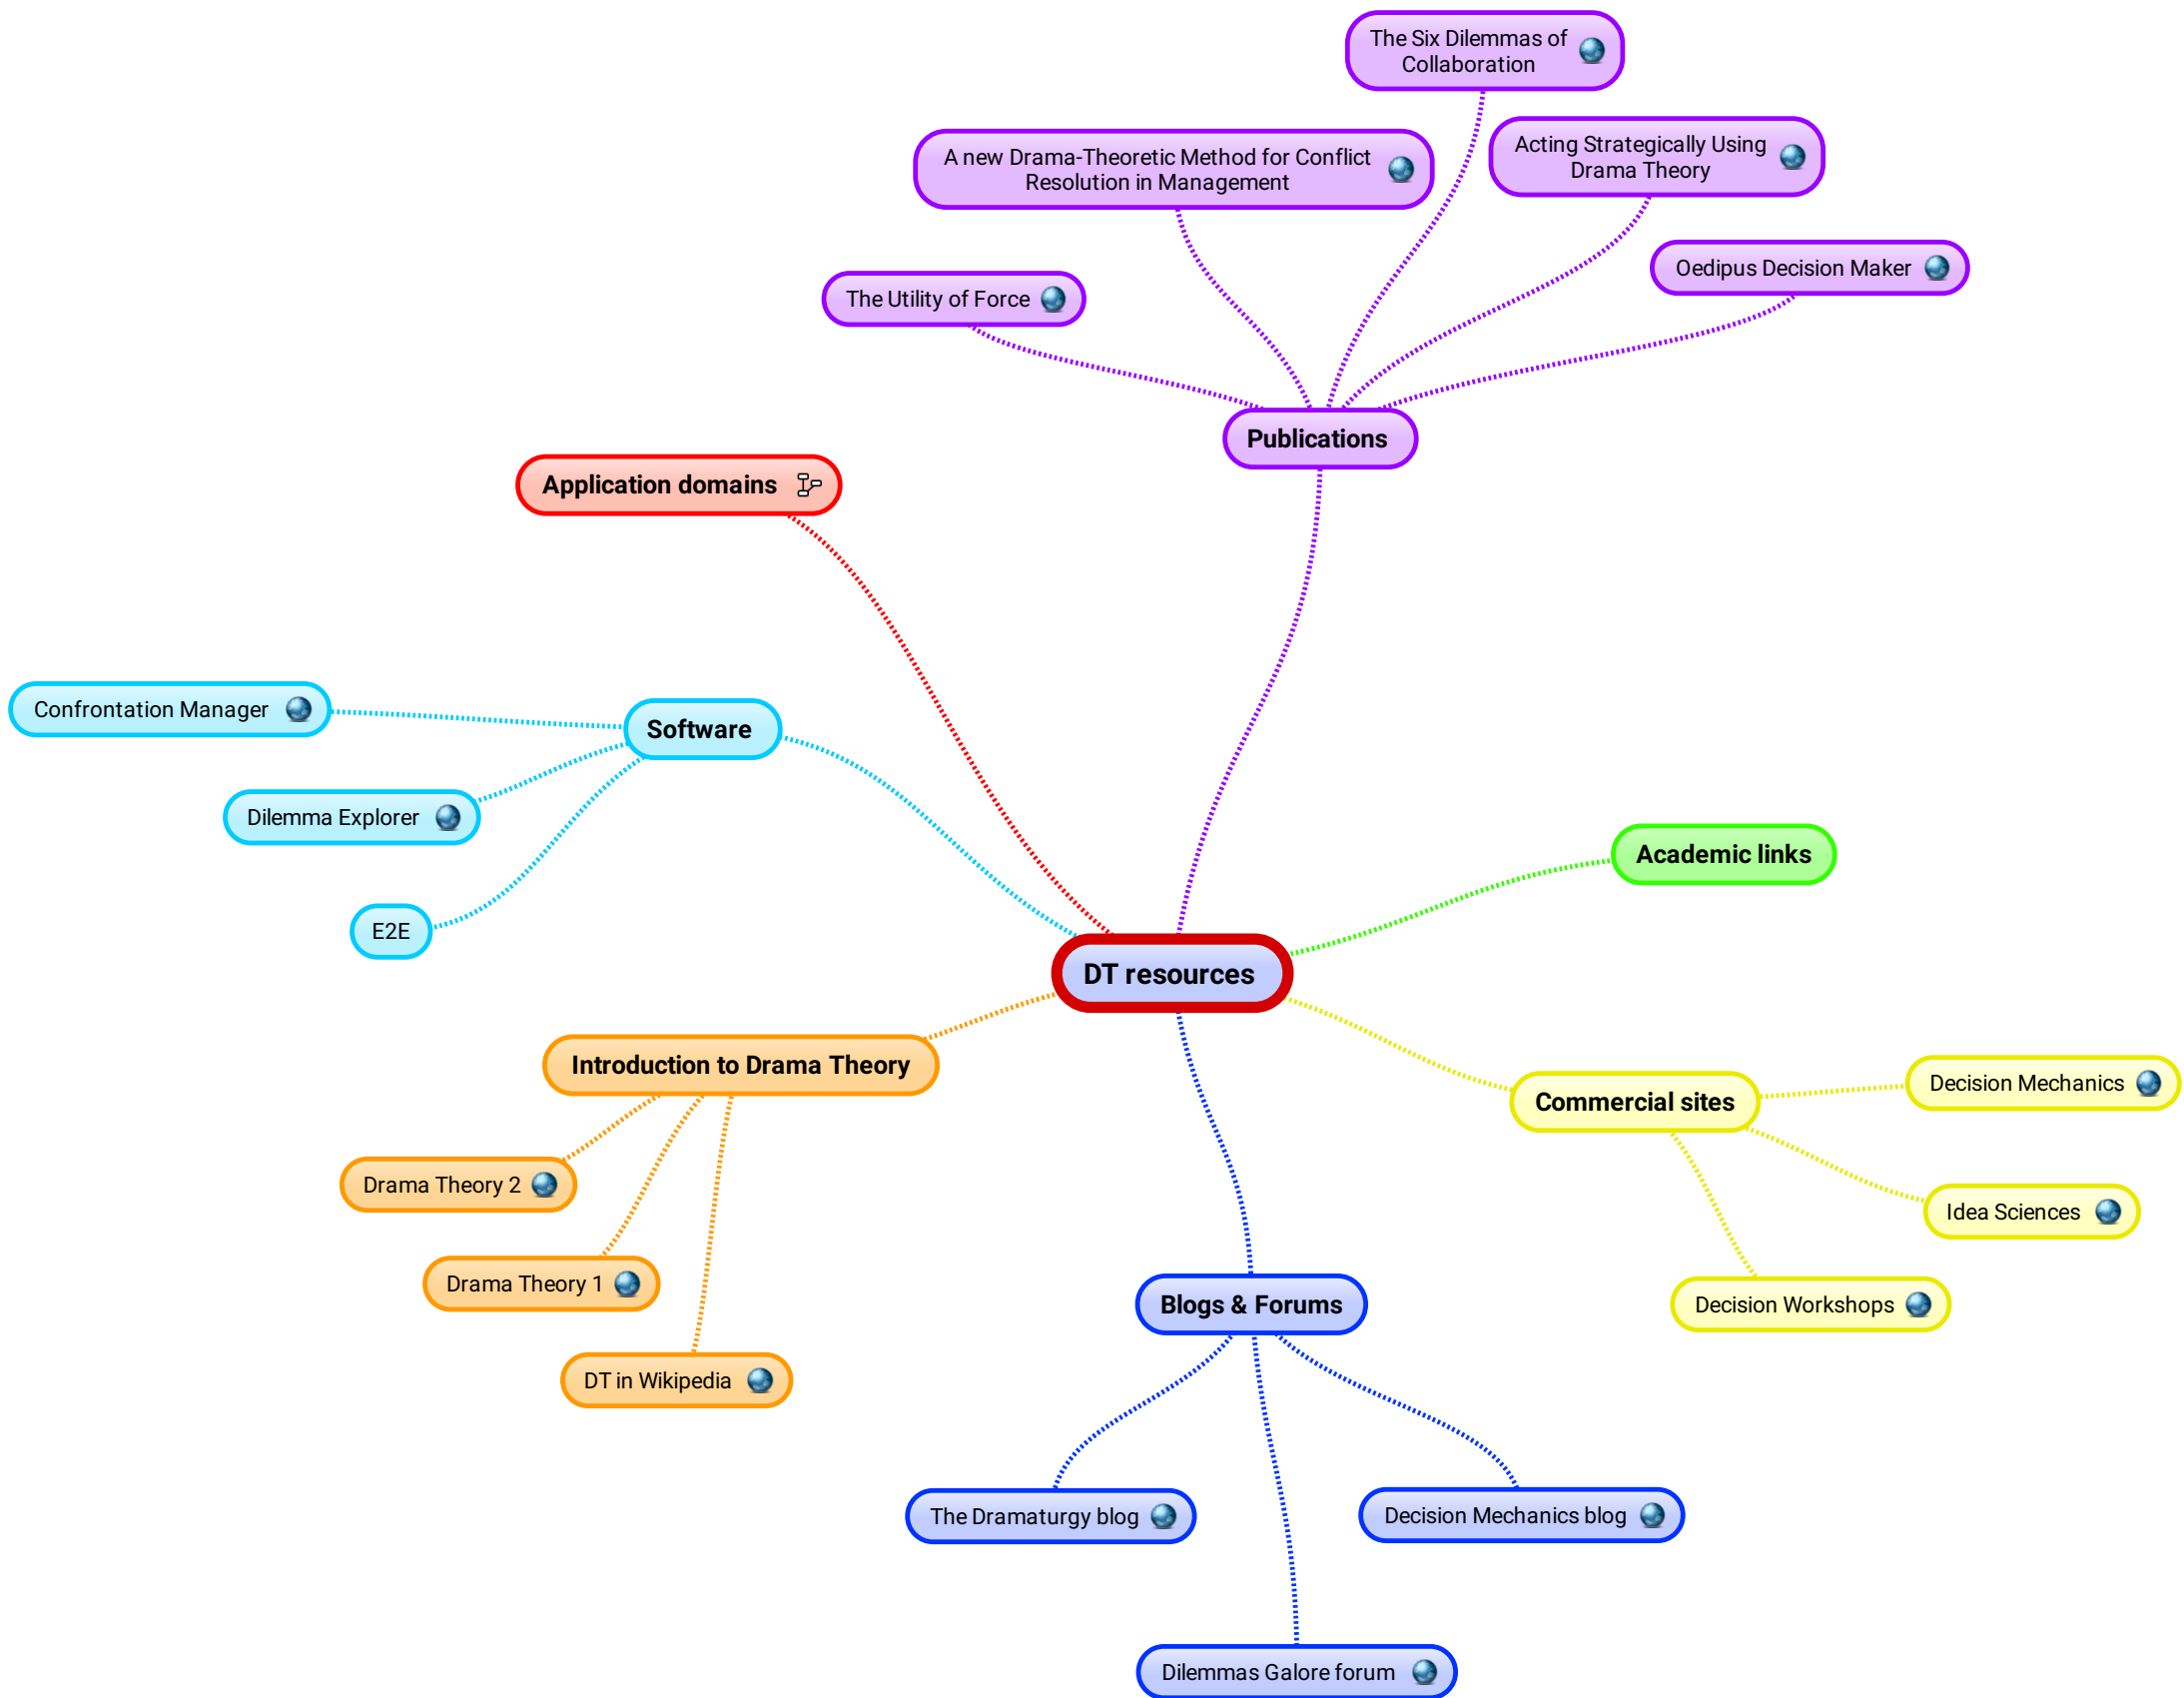 The Six Dilemmas of
Collaboration
A new Drama-Theoretic Method for Conflict
Resolution in Management
Acting Strategically Using
Drama Theory
Oedipus Decision Maker
The Utility of Force
Publications
Application domains
Confrontation Manager
Software
Dilemma Explorer
E2E
Academic links
DT resources
Introduction to Drama Theory
Commercial sites
Decision Mechanics
Drama Theory 2
Idea Sciences
Drama Theory 1
Blogs & Forums
Decision Workshops
DT in Wikipedia
The Dramaturgy blog
Decision Mechanics blog
Dilemmas Galore forum